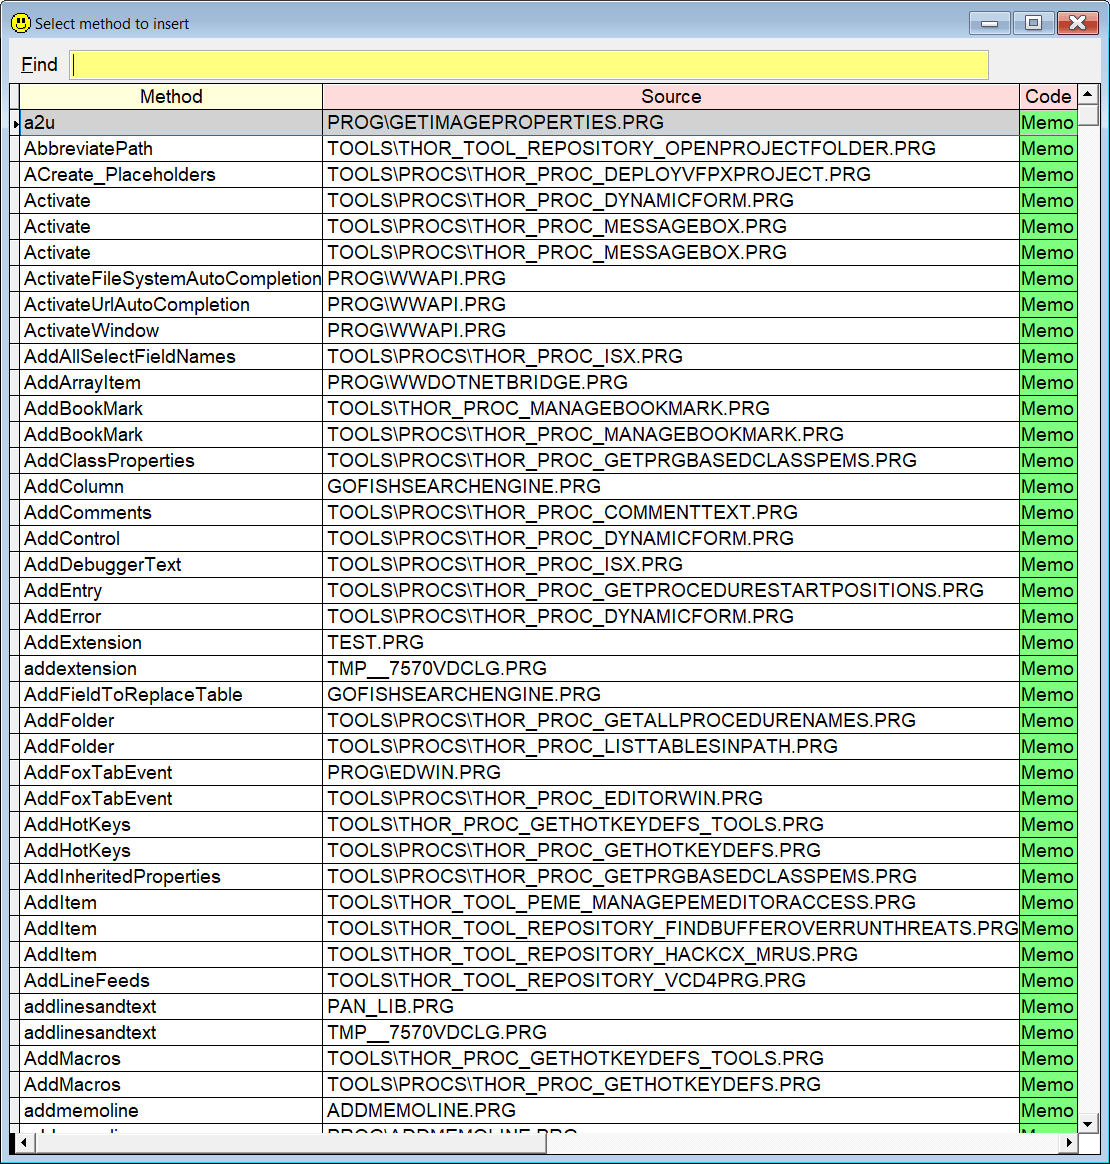 Select method to insert
Find
Method Source Code
a2u PROG\GETIMAGEPROPERTIES.PRG Memo
AbbreviatePath TOOLS\THOR_TOOL_REPOSITORY_OPENPROJECTFOLDER.PRG Memo
ACreate_Placeholders TOOLS\PROCS\THOR_PROC_DEPLOYVFPXPROJECT.PRG Memo
Activate TOOLS\PROCS\THOR_PROC_DYNAMICFORM.PRG Memo
Activate TOOLS\PROCS\THOR_PROC_MESSAGEBOX.PRG Memo
Activate TOOLS\PROCS\THOR_PROC_MESSAGEBOX.PRG Memo
ActivateFileSystemAutoCompletion PROG\WWAPI.PRG Memo
ActivateUrlAutoCompletion PROG\WWAPI.PRG Memo
ActivateWindow PROG\WWAPI.PRG Memo
AddAllSelectFieldNames TOOLS\PROCS\THOR_PROC_ISX.PRG Memo
AddArrayItem PROG\WWDOTNETBRIDGE.PRG Memo
AddBookMark TOOLS\THOR_PROC_MANAGEBOOKMARK.PRG Memo
AddBookMark TOOLS\PROCS\THOR_PROC_MANAGEBOOKMARK.PRG Memo
AddClassProperties TOOLS\PROCS\THOR_PROC_GETPRGBASEDCLASSPEMS.PRG Memo
AddColumn GOFISHSEARCHENGINE.PRG Memo
AddComments TOOLS\PROCS\THOR_PROC_COMMENTTEXT.PRG Memo
AddControl TOOLS\PROCS\THOR_PROC_DYNAMICFORM.PRG Memo
AddDebuggerText TOOLS\PROCS\THOR_PROC_ISX.PRG Memo
AddEntry TOOLS\PROCS\THOR_PROC_GETPROCEDURESTARTPOSITIONS.PRG Memo
AddError TOOLS\PROCS\THOR_PROC_DYNAMICFORM.PRG Memo
AddExtension TEST.PRG Memo
addextension TMP__7570VDCLG.PRG Memo
AddFieldToReplaceTable GOFISHSEARCHENGINE.PRG Memo
AddFolder TOOLS\PROCS\THOR_PROC_GETALLPROCEDURENAMES.PRG Memo
AddFolder TOOLS\PROCS\THOR_PROC_LISTTABLESINPATH.PRG Memo
AddFoxTabEvent PROG\EDWIN.PRG Memo
AddFoxTabEvent TOOLS\PROCS\THOR_PROC_EDITORWIN.PRG Memo
AddHotKeys TOOLS\THOR_PROC_GETHOTKEYDEFS_TOOLS.PRG Memo
AddHotKeys TOOLS\PROCS\THOR_PROC_GETHOTKEYDEFS.PRG Memo
AddInheritedProperties TOOLS\PROCS\THOR_PROC_GETPRGBASEDCLASSPEMS.PRG Memo
AddItem TOOLS\THOR_TOOL_PEME_MANAGEPEMEDITORACCESS.PRG Memo
AddItem TOOLS\THOR_TOOL_REPOSITORY_FINDBUFFEROVERRUNTHREATS.PRG Memo
AddItem TOOLS\THOR_TOOL_REPOSITORY_HACKCX_MRUS.PRG Memo
AddLineFeeds TOOLS\THOR_TOOL_REPOSITORY_VCD4PRG.PRG Memo
addlinesandtext PAN_LIB.PRG Memo
addlinesandtext TMP__7570VDCLG.PRG Memo
AddMacros TOOLS\THOR_PROC_GETHOTKEYDEFS_TOOLS.PRG Memo
AddMacros TOOLS\PROCS\THOR_PROC_GETHOTKEYDEFS.PRG Memo
addmemoline ADDMEMOLINE.PRG Memo